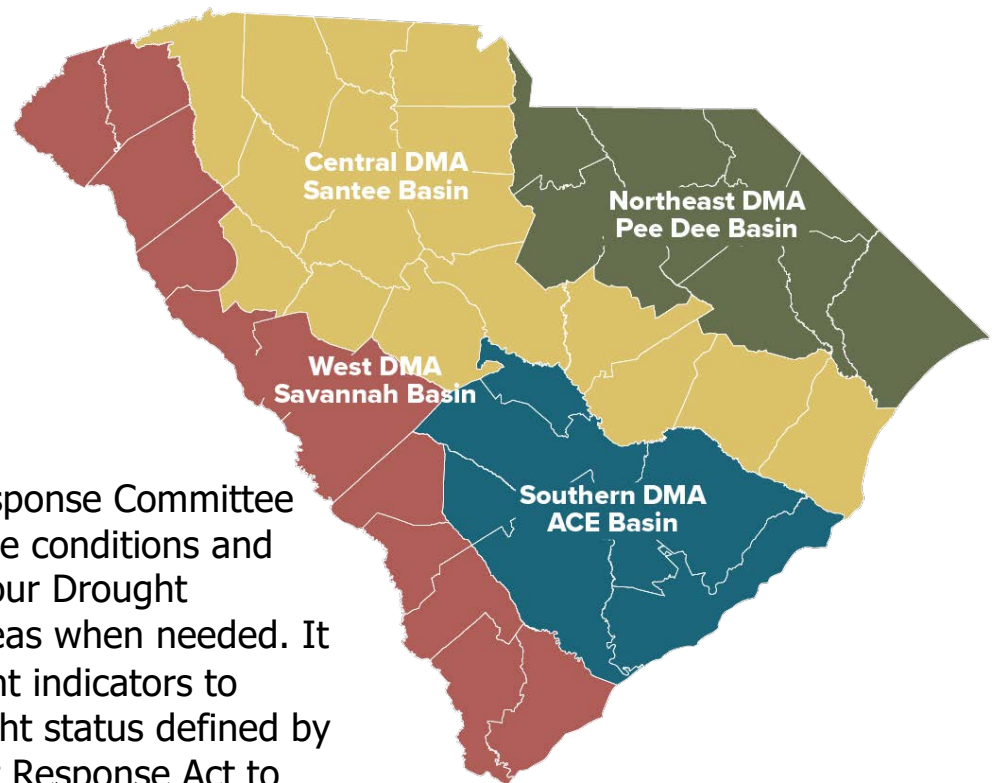 Central DMA
Santee Basin
Northeast DMA
Pee Dee Basin
West DMA
Savannah Basin
Southern DMA
ACE Basin
sponse Committee
e conditions and
our Drought
eas when needed. It
nt indicators to
ght status defined by
t Response Act to